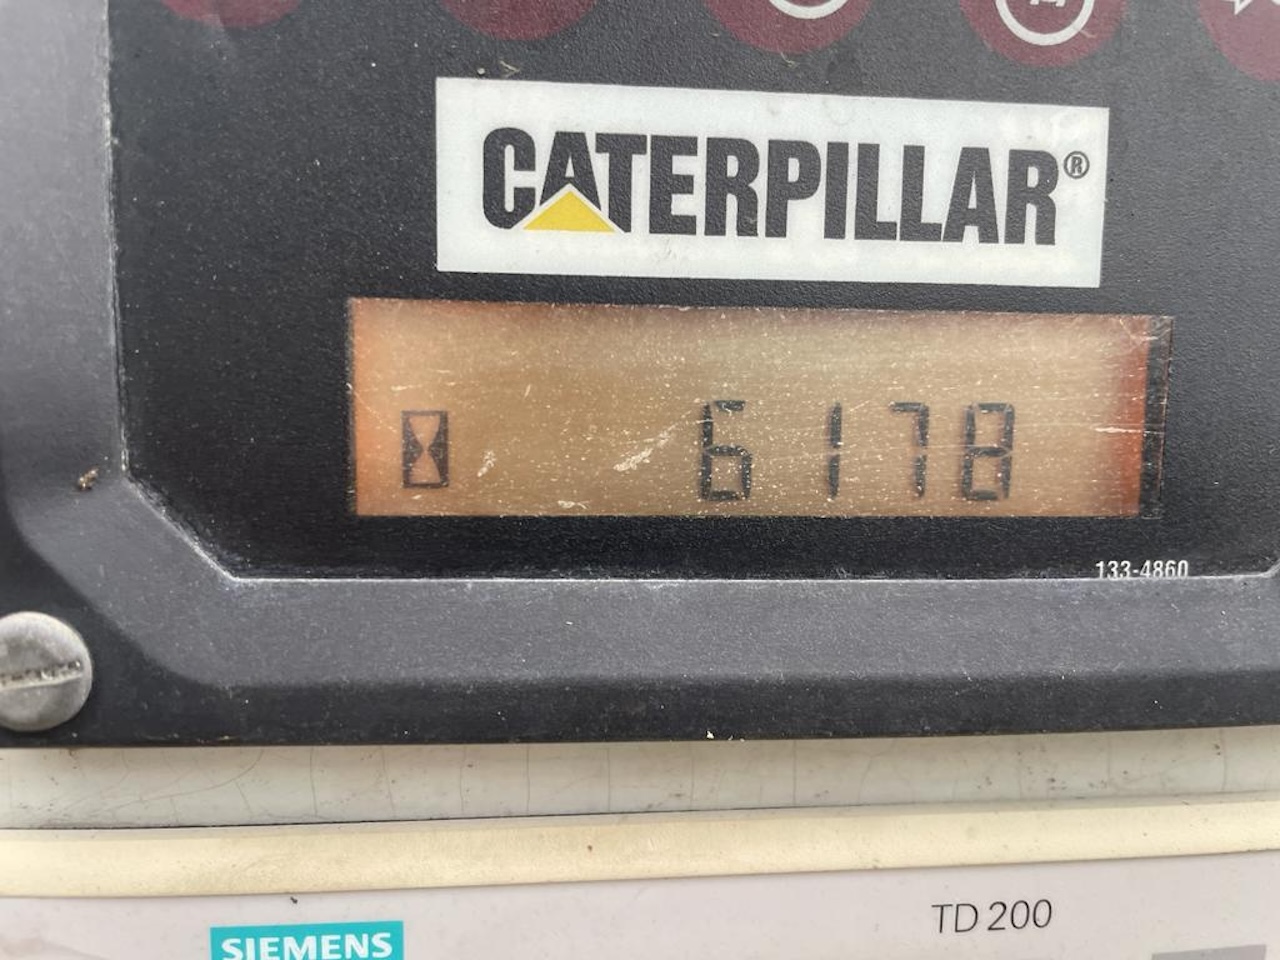 CATERPILLAR®
6178
133-4860
TD 200
SIEMENS